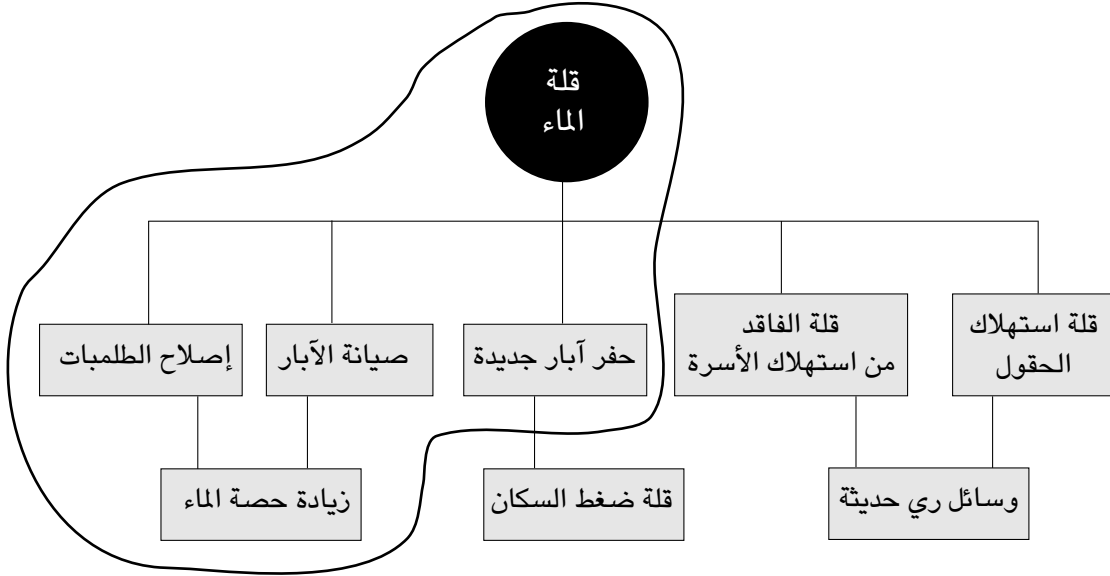 قلة
الماء
قلة استهلاك
الحقول
قلة الفاقد
من استهلاك الأسرة
حفر آبار جديدة
صيانة الآبار
إصلاح الطلمبات
وسائل ري حديثة
قلة ضغط السكان
زيادة حصة الماء